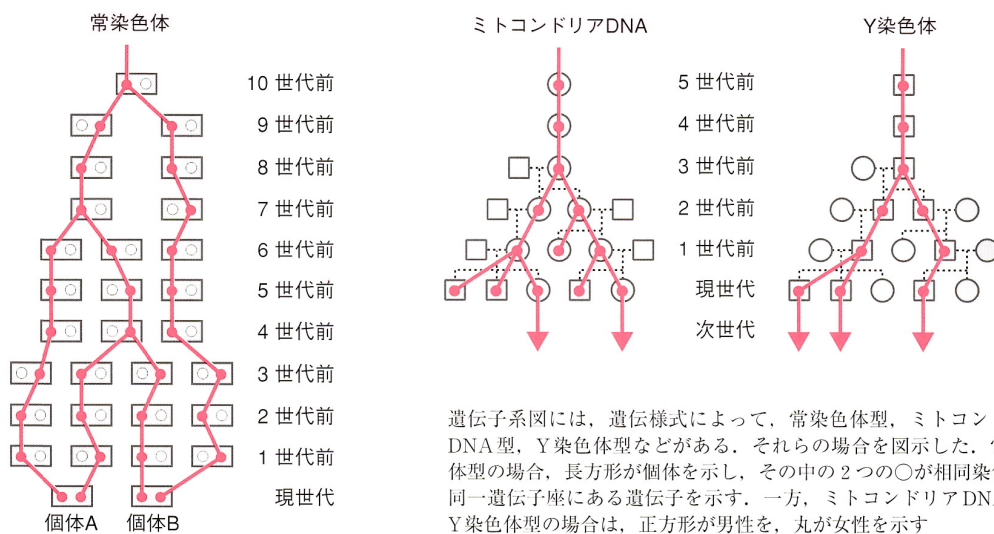 常染色体
10 世代前
9 世代前
8 世代前
7 世代前
6 世代前
5 世代前
4 世代前
3 世代前
2 世代前
1 世代前
現世代
個体A 個体B
ミトコンドリアDNA Y染色体
5 世代前
4 世代前
3 世代前
2 世代前
1 世代前
現世代
次世代
遺伝子系図には，遺伝様式によって，常染色体型，ミトコン
DNA型，Y染色体型などがある．それらの場合を図示した．
体型の場合，長方形が個体を示し，その中の2つの○が相同染
同一遺伝子座にある遺伝子を示す．一方，ミトコンドリアDN
Y染色体型の場合は，正方形が男性を，丸が女性を示す